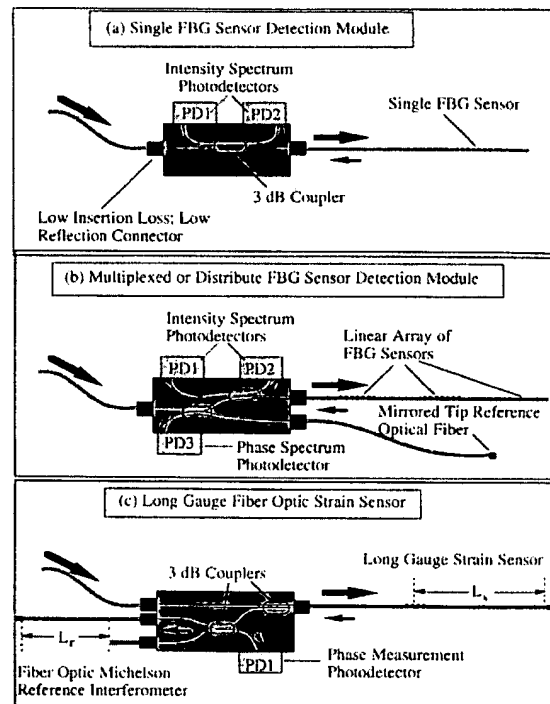 (a) Single FBG Sensor Detection Module
Intensity Spectrum
Photodetectors
PD1
PD2
Single FBG Sensor
3 dB Coupler
Low Insertion Loss; Low
Reflection Connector
(b) Multiplexed or Distribute FBG Sensor Detection Module
Intensity Spectrum
Photodetectors
Linear Array of
FBG Sensors
PD1
PD2
Mirrored Tip Reference
Optical Fiber
PD3
Phase Spectrum
Photodetector
(c) Long Gauge Fiber Optic Strain Sensor
Long Gauge Strain Sensor
3 dB Couplers
Ls
Lr
Fiber Optic Michelson
Reference Interferometer
PD1
Phase Measurement
Photodetector